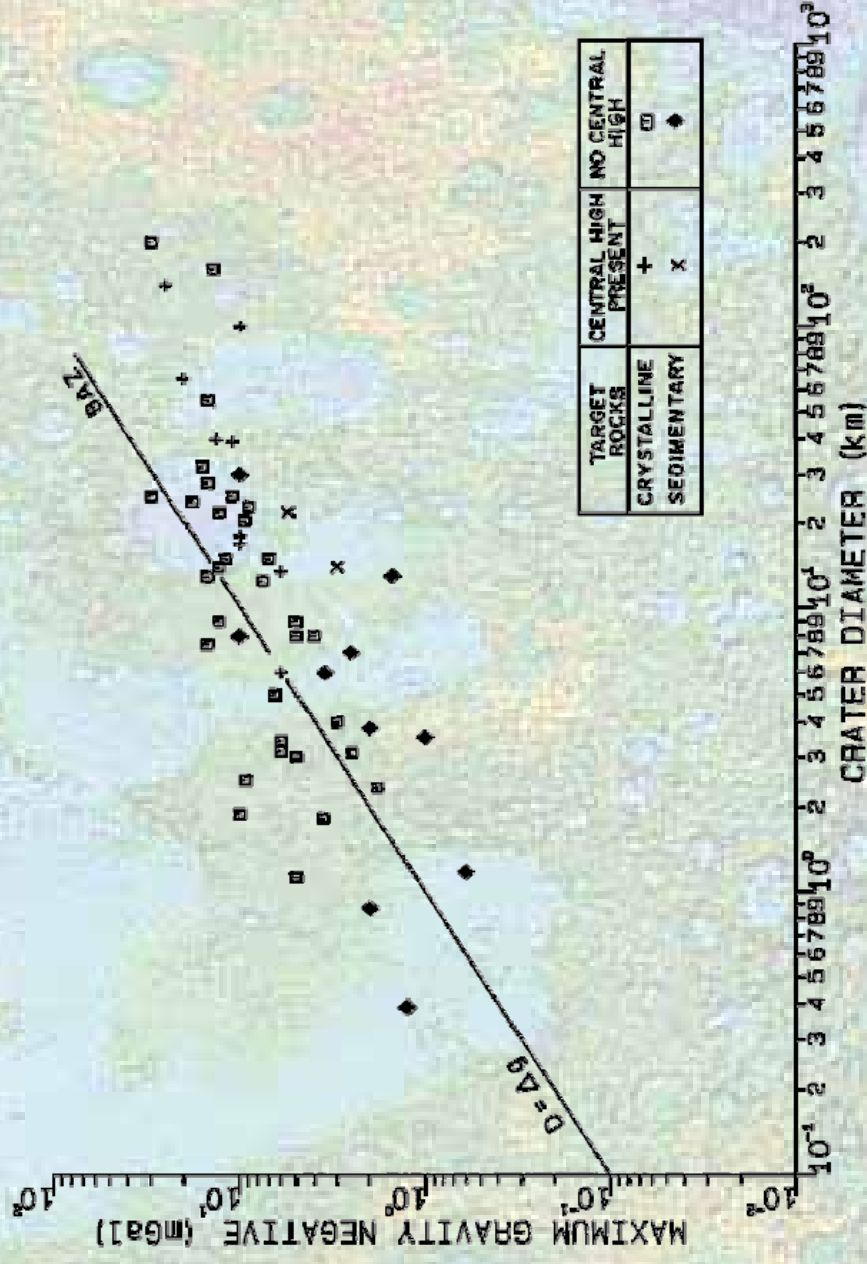 MAXIMUM GRAVITY NEGATIVE (mGal)
10² 10¹ 10⁰ 10⁻¹ 10⁻²
BAZ
D = Δg
TARGET ROCKS CENTRAL HIGH PRESENT NO CENTRAL HIGH
CRYSTALLINE +
SEDIMENTARY x ◆
10⁻¹ 2 3 4 5 6 7 8 9 10⁰ 2 3 4 5 6 7 8 9 10¹ 2 3 4 5 6 7 8 9 10² 2 3 4 5 6 7 8 9 10³
CRATER DIAMETER (km)